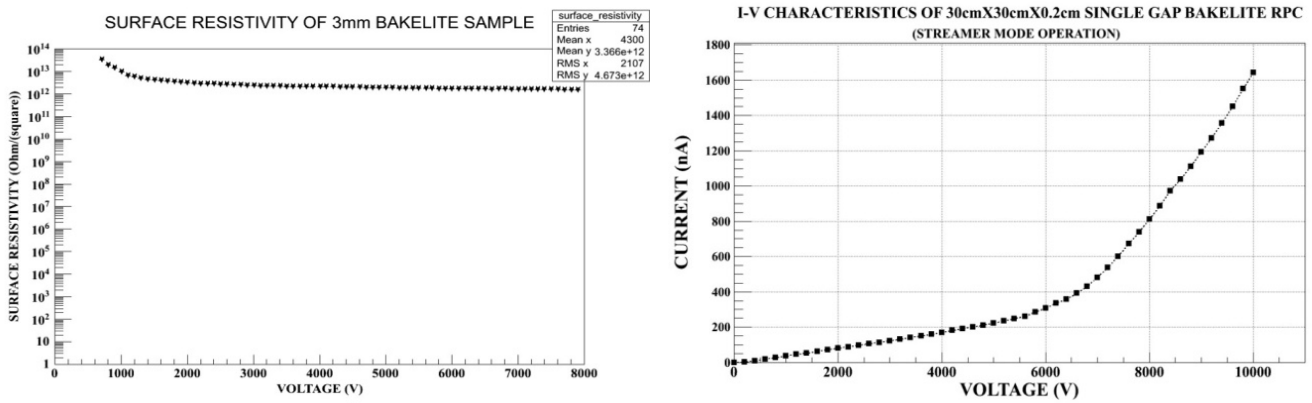 SURFACE RESISTIVITY OF 3mm BAKELITE SAMPLE
surface_resistivity
Entries 74
Mean x 4300
Mean y 3.366e+12
RMS x 2107
RMS y 4.673e+12
SURFACE RESISTIVITY (Ohm/(square))
10^14
10^13
10^12
10^11
10^10
10^9
10^8
10^7
10^6
10^5
10^4
10^3
10^2
10
1
0 1000 2000 3000 4000 5000 6000 7000 8000
VOLTAGE (V)
I-V CHARACTERISTICS OF 30cmX30cmX0.2cm SINGLE GAP BAKELITE RPC
(STREAMER MODE OPERATION)
CURRENT (nA)
1800
1600
1400
1200
1000
800
600
400
200
0
0 2000 4000 6000 8000 10000
VOLTAGE (V)